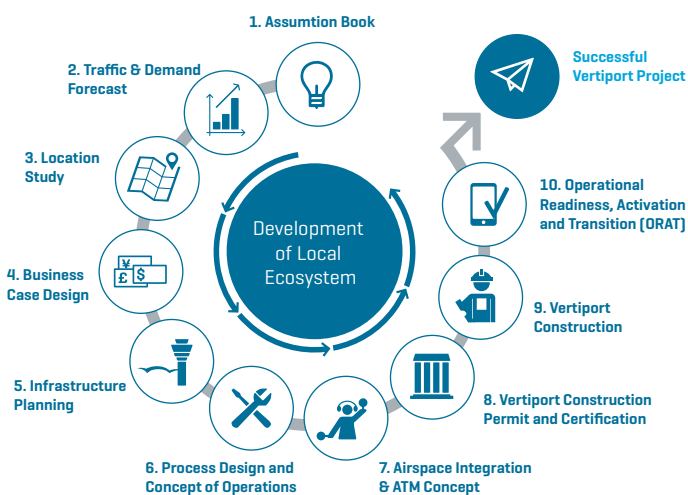 1. Assumtion Book
2. Traffic & Demand
Forecast
3. Location
Study
4. Business
Case Design
¥
£
$
5. Infrastructure
Planning
6. Process Design and
Concept of Operations
7. Airspace Integration
& ATM Concept
8. Vertiport Construction
Permit and Certification
9. Vertiport
Construction
10. Operational
Readiness, Activation
and Transition (ORAT)
Successful
Vertiport Project
Development
of Local
Ecosystem